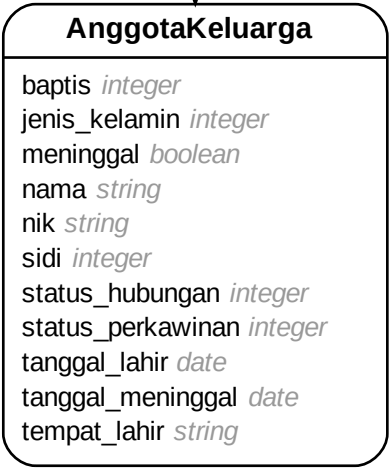 AnggotaKeluarga
baptis integer
jenis_kelamin integer
meninggal boolean
nama string
nik string
sidi integer
status_hubungan integer
status_perkawinan integer
tanggal_lahir date
tanggal_meninggal date
tempat_lahir string